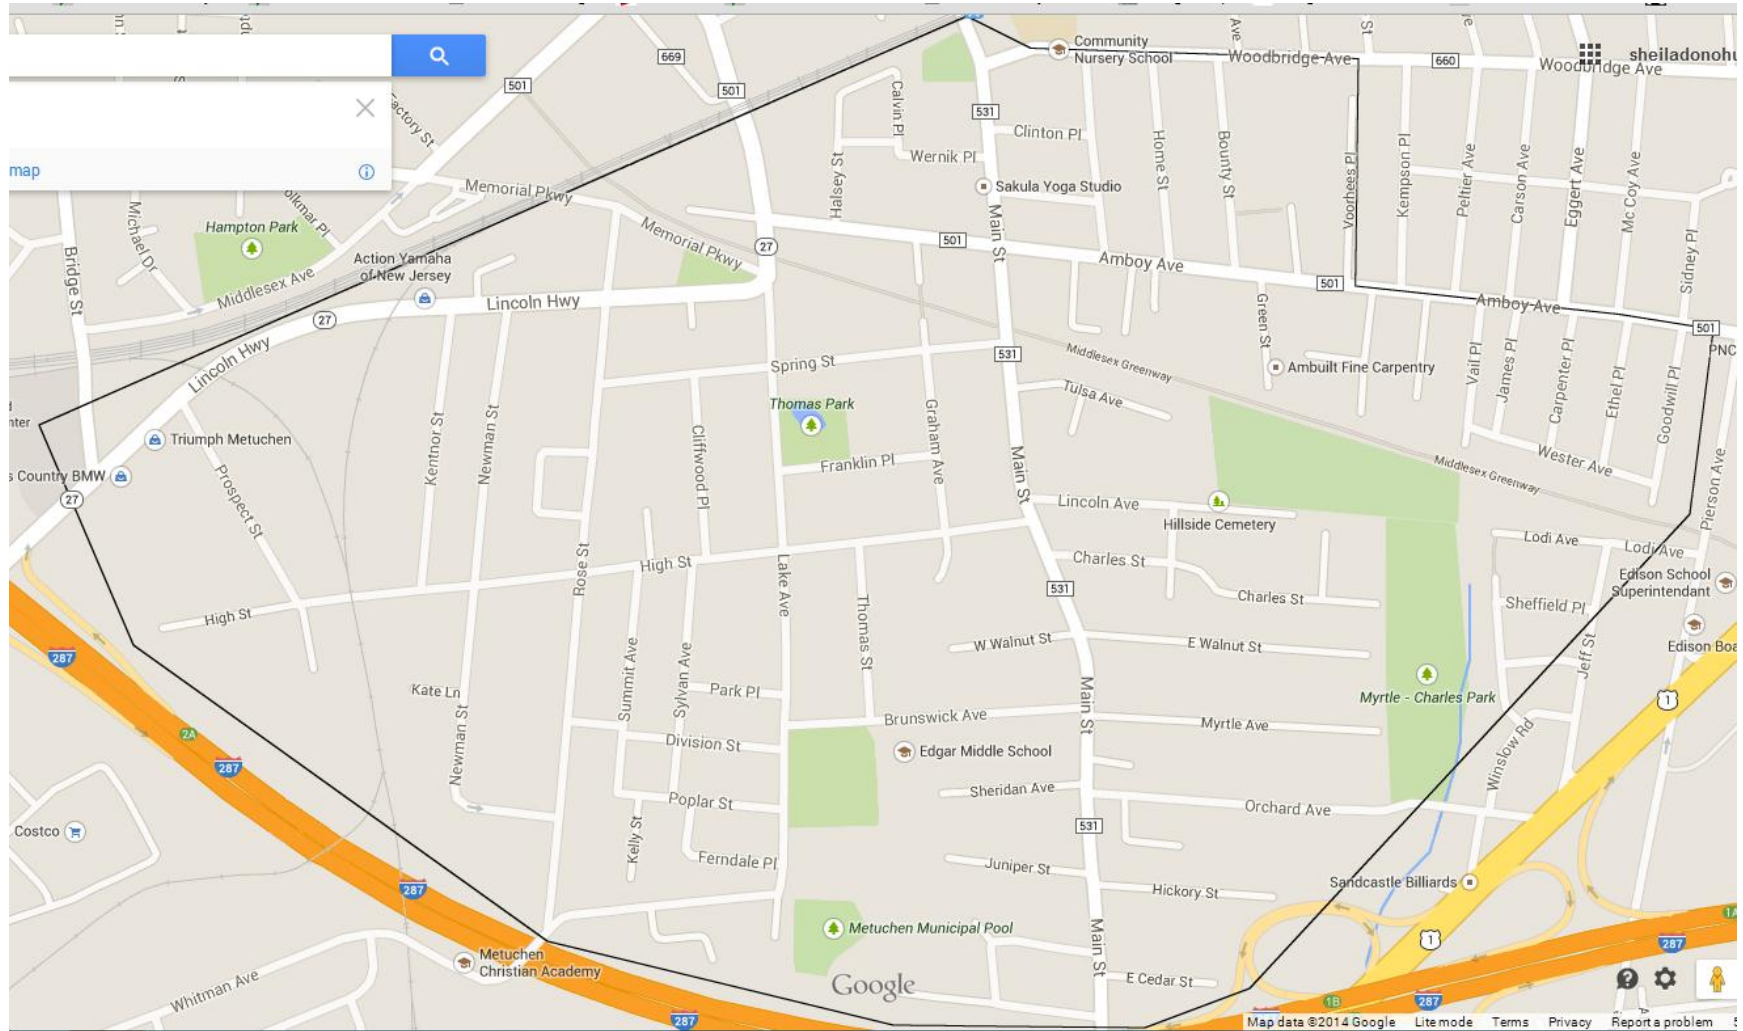 669
501
501
Community
Nursery School
Woodbridge Ave
660
Woodbridge Ave
sheiladonohu
map
Factory St
olkmar Pl
Michael Dr
Hampton Park
Bridge St
Middlesex Ave
Action Yamaha
of New Jersey
Memorial Pkwy
Memorial Pkwy
27
Lincoln Hwy
27
Lincoln Hwy
Halsey St
Calvin Pl
Wernik Pl
531
Clinton Pl
Sakula Yoga Studio
Main St
501
Amboy Ave
Home St
Bounty St
Voorhees Pl
Kempson Pl
Peltier Ave
Carson Ave
Eggert Ave
Mc Coy Ave
Sidney Pl
501
Amboy Ave
501
PNC
Green St
Ambuilt Fine Carpentry
Middlesex Greenway
Vail Pl
James Pl
Carpenter Pl
Ethel Pl
Goodwill Pl
Wester Ave
Middlesex Greenway
Pierson Ave
Spring St
531
Tulsa Ave
Thomas Park
Graham Ave
Franklin Pl
Main St
Lincoln Ave
Hillside Cemetery
Triumph Metuchen
s Country BMW
27
Prospect St
Kentnor St
Newman St
Cliffwood Pl
Rose St
High St
High St
Lake Ave
Thomas St
Charles St
531
Charles St
Lodi Ave
Lodi Ave
Edison School
Superintendant
Sheffield Pl
Edison Boa
Jeff St
W Walnut St
E Walnut St
Myrtle - Charles Park
1
287
Kate Ln
Newman St
Summit Ave
Sylvan Ave
Park Pl
Brunswick Ave
Main St
Myrtle Ave
Division St
Edgar Middle School
Winslow Rd
2A
287
Poplar St
Sheridan Ave
Orchard Ave
531
Costco
Kelly St
Ferndale Pl
Juniper St
Hickory St
Sandcastle Billiards
287
Metuchen Municipal Pool
Main St
1
1A
287
Metuchen
Christian Academy
Whitman Ave
Google
E Cedar St
1B
287
287
Map data ©2014 Google
Lite mode
Terms
Privacy
Report a problem